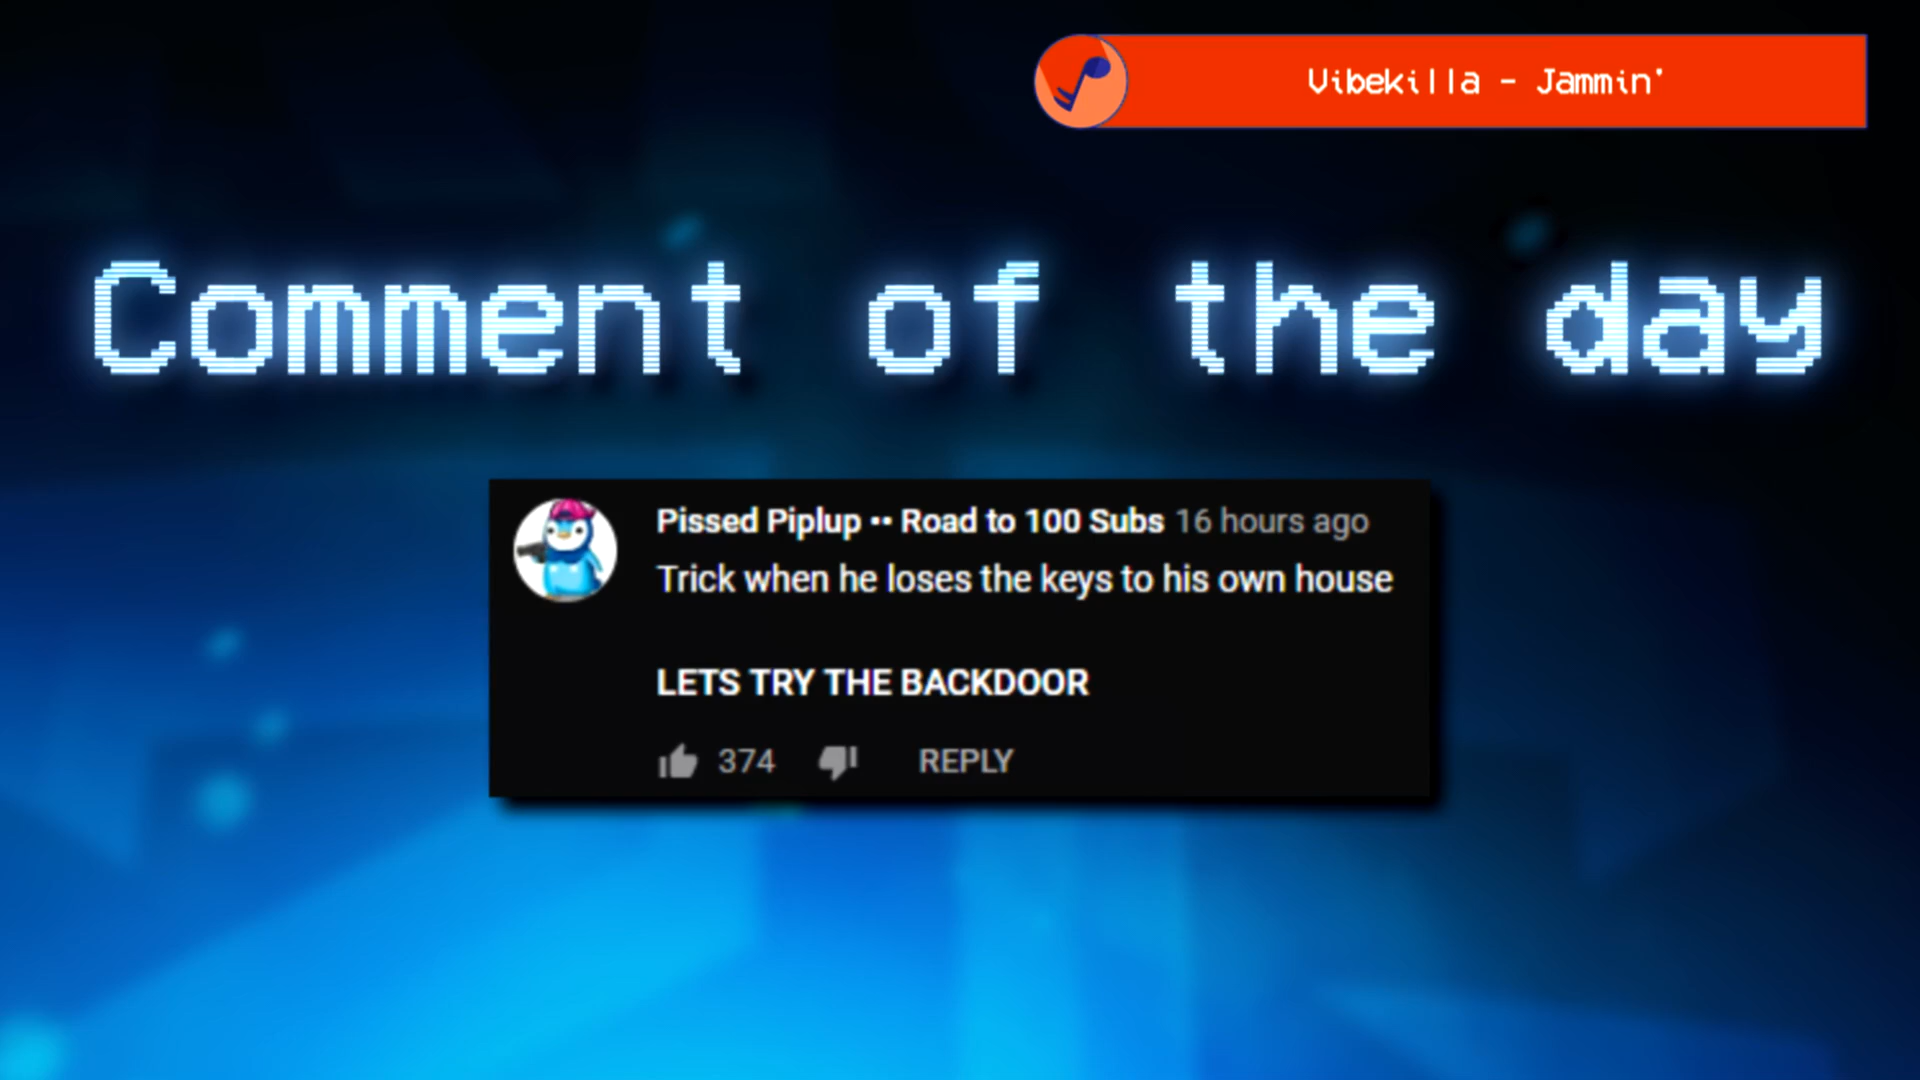 Vibekilla - Jammin'
Comment of the day
Pissed Piplup •• Road to 100 Subs 16 hours ago
Trick when he loses the keys to his own house
LETS TRY THE BACKDOOR
374 REPLY